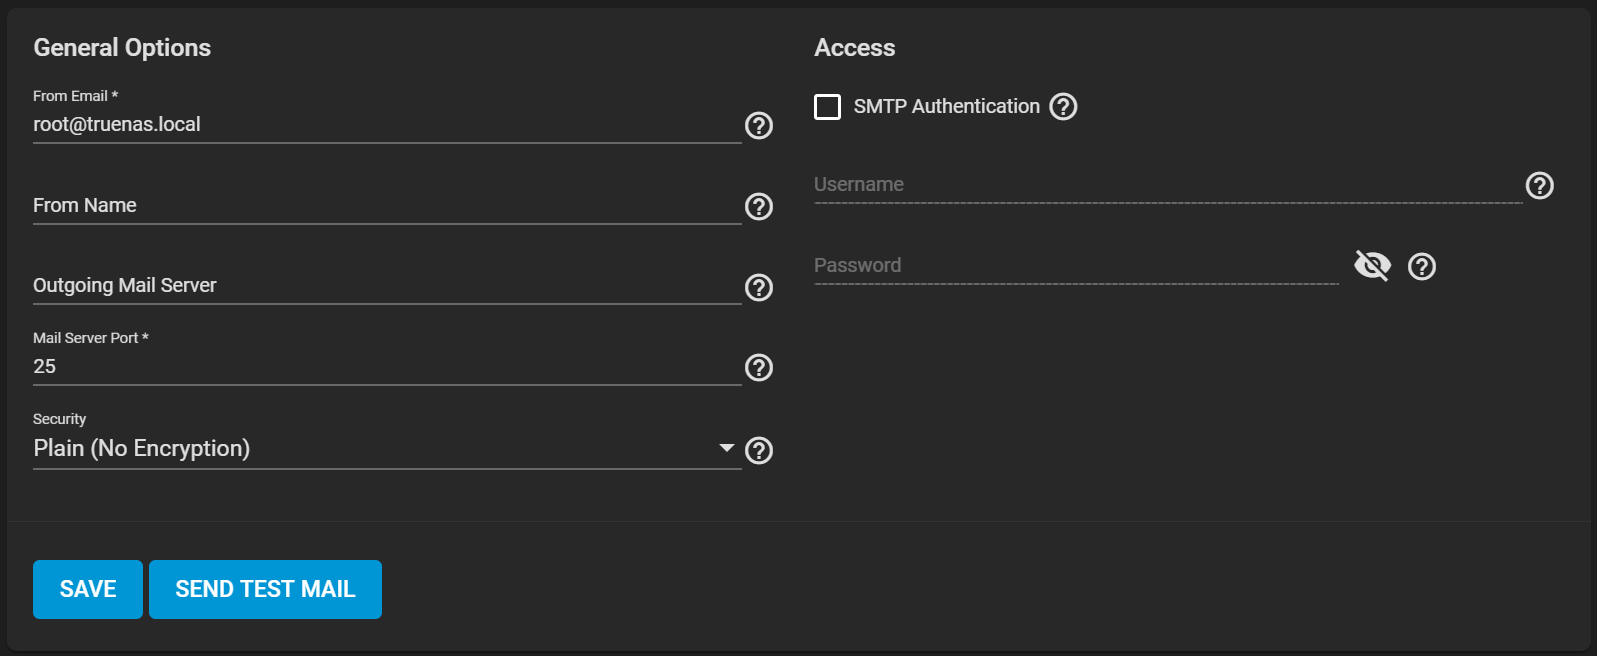 General Options
From Email *
root@truenas.local
From Name
Outgoing Mail Server
Mail Server Port *
25
Security
Plain (No Encryption)
Access
SMTP Authentication
Username
Password
SAVE
SEND TEST MAIL